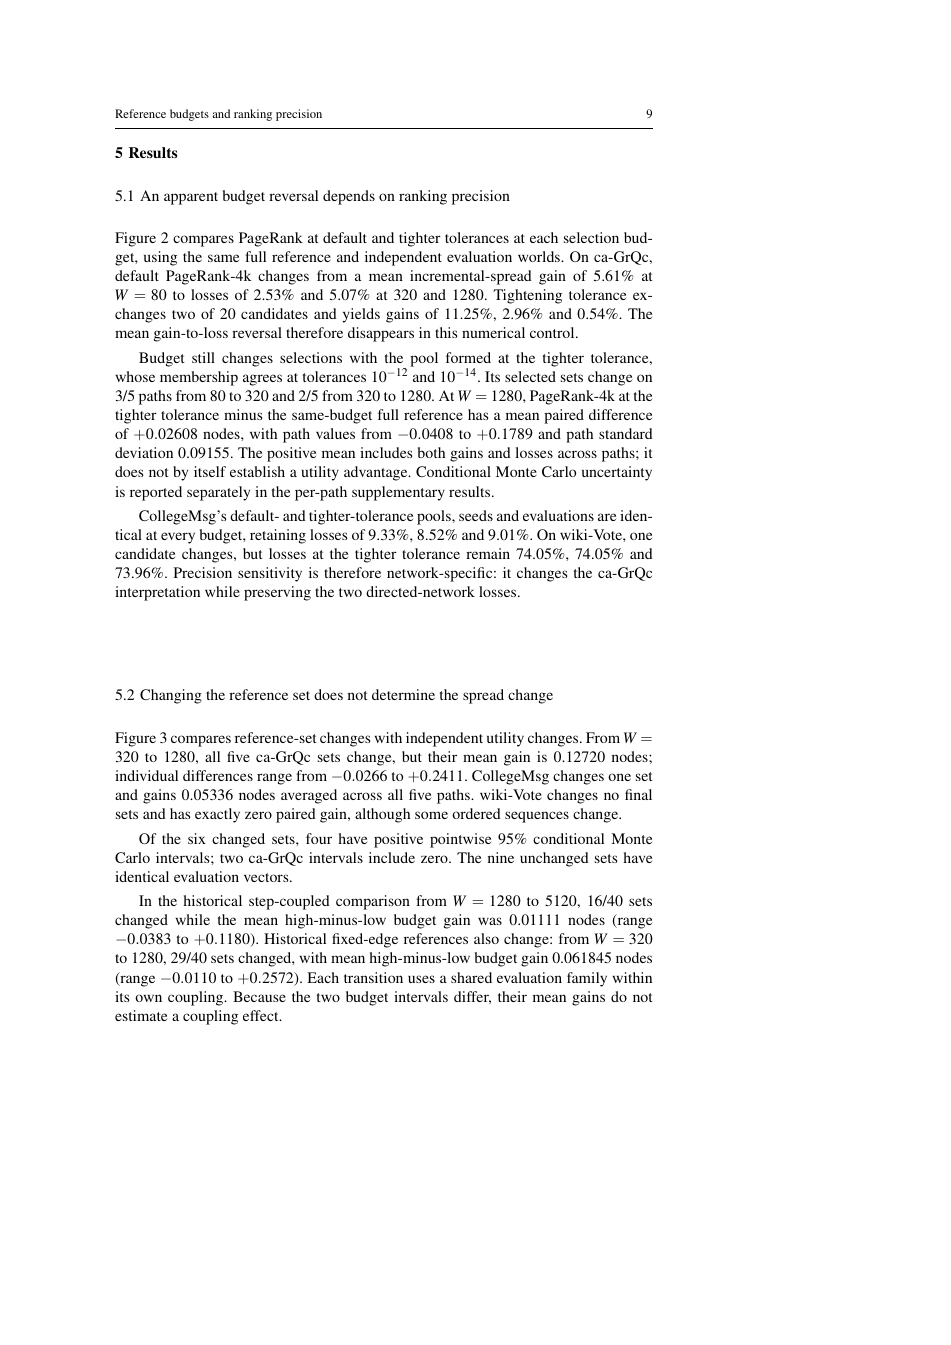 Reference budgets and ranking precision 9
5 Results
5.1 An apparent budget reversal depends on ranking precision
Figure 2 compares PageRank at default and tighter tolerances at each selection bud-
get, using the same full reference and independent evaluation worlds. On ca-GrQc,
default PageRank-4k changes from a mean incremental-spread gain of 5.61% at
W = 80 to losses of 2.53% and 5.07% at 320 and 1280. Tightening tolerance ex-
changes two of 20 candidates and yields gains of 11.25%, 2.96% and 0.54%. The
mean gain-to-loss reversal therefore disappears in this numerical control.
Budget still changes selections with the pool formed at the tighter tolerance,
whose membership agrees at tolerances 10⁻¹² and 10⁻¹⁴. Its selected sets change on
3/5 paths from 80 to 320 and 2/5 from 320 to 1280. At W = 1280, PageRank-4k at the
tighter tolerance minus the same-budget full reference has a mean paired difference
of +0.02608 nodes, with path values from −0.0408 to +0.1789 and path standard
deviation 0.09155. The positive mean includes both gains and losses across paths; it
does not by itself establish a utility advantage. Conditional Monte Carlo uncertainty
is reported separately in the per-path supplementary results.
CollegeMsg's default- and tighter-tolerance pools, seeds and evaluations are iden-
tical at every budget, retaining losses of 9.33%, 8.52% and 9.01%. On wiki-Vote, one
candidate changes, but losses at the tighter tolerance remain 74.05%, 74.05% and
73.96%. Precision sensitivity is therefore network-specific: it changes the ca-GrQc
interpretation while preserving the two directed-network losses.
5.2 Changing the reference set does not determine the spread change
Figure 3 compares reference-set changes with independent utility changes. From W =
320 to 1280, all five ca-GrQc sets change, but their mean gain is 0.12720 nodes;
individual differences range from −0.0266 to +0.2411. CollegeMsg changes one set
and gains 0.05336 nodes averaged across all five paths. wiki-Vote changes no final
sets and has exactly zero paired gain, although some ordered sequences change.
Of the six changed sets, four have positive pointwise 95% conditional Monte
Carlo intervals; two ca-GrQc intervals include zero. The nine unchanged sets have
identical evaluation vectors.
In the historical step-coupled comparison from W = 1280 to 5120, 16/40 sets
changed while the mean high-minus-low budget gain was 0.01111 nodes (range
−0.0383 to +0.1180). Historical fixed-edge references also change: from W = 320
to 1280, 29/40 sets changed, with mean high-minus-low budget gain 0.061845 nodes
(range −0.0110 to +0.2572). Each transition uses a shared evaluation family within
its own coupling. Because the two budget intervals differ, their mean gains do not
estimate a coupling effect.